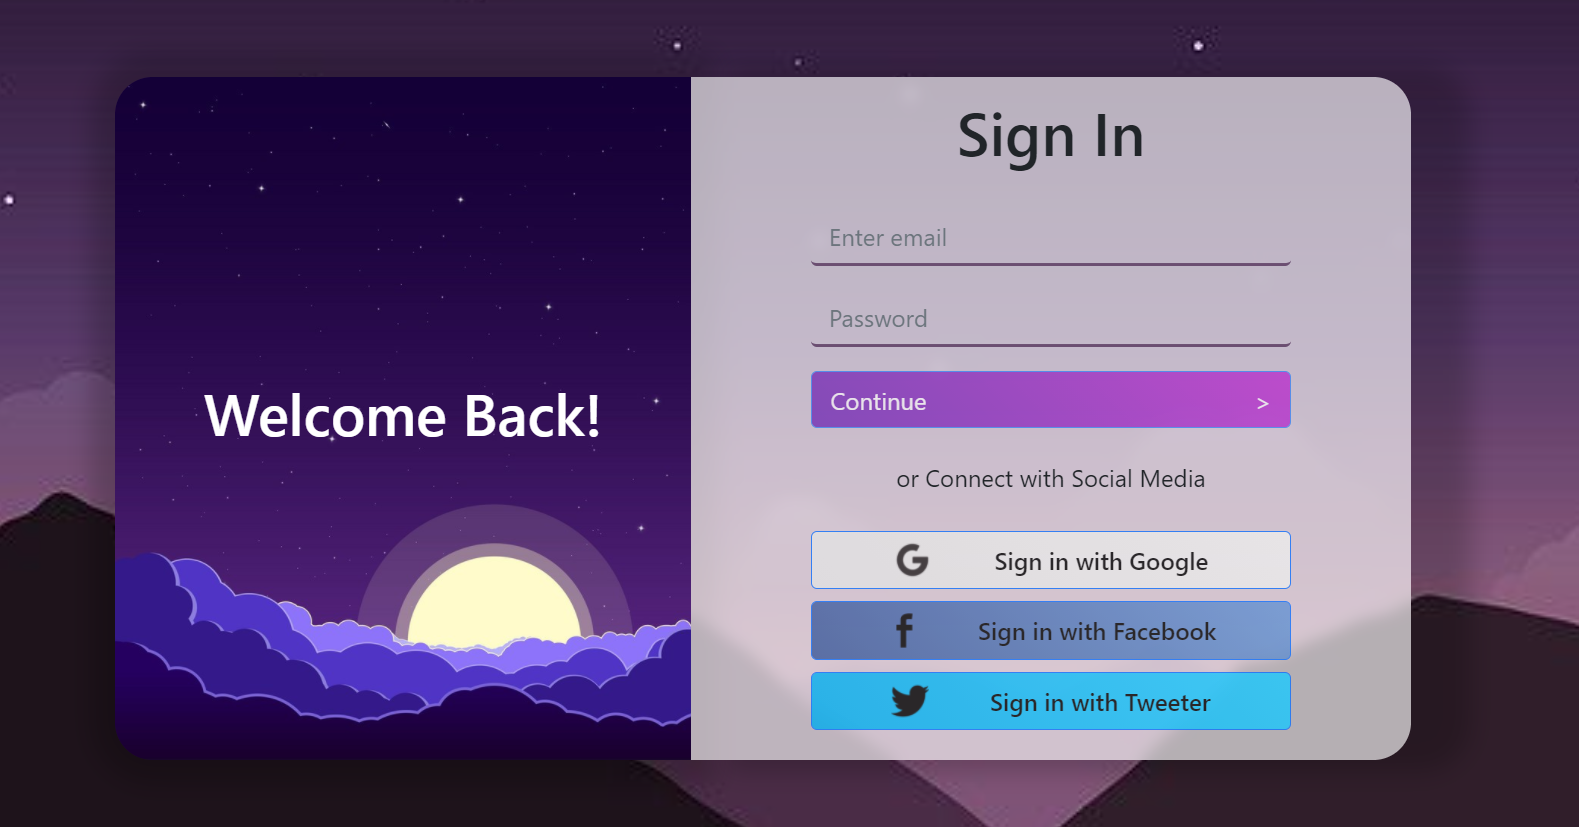 Welcome Back!
Sign In
Enter email
Password
Continue >
or Connect with Social Media
Sign in with Google
Sign in with Facebook
Sign in with Tweeter